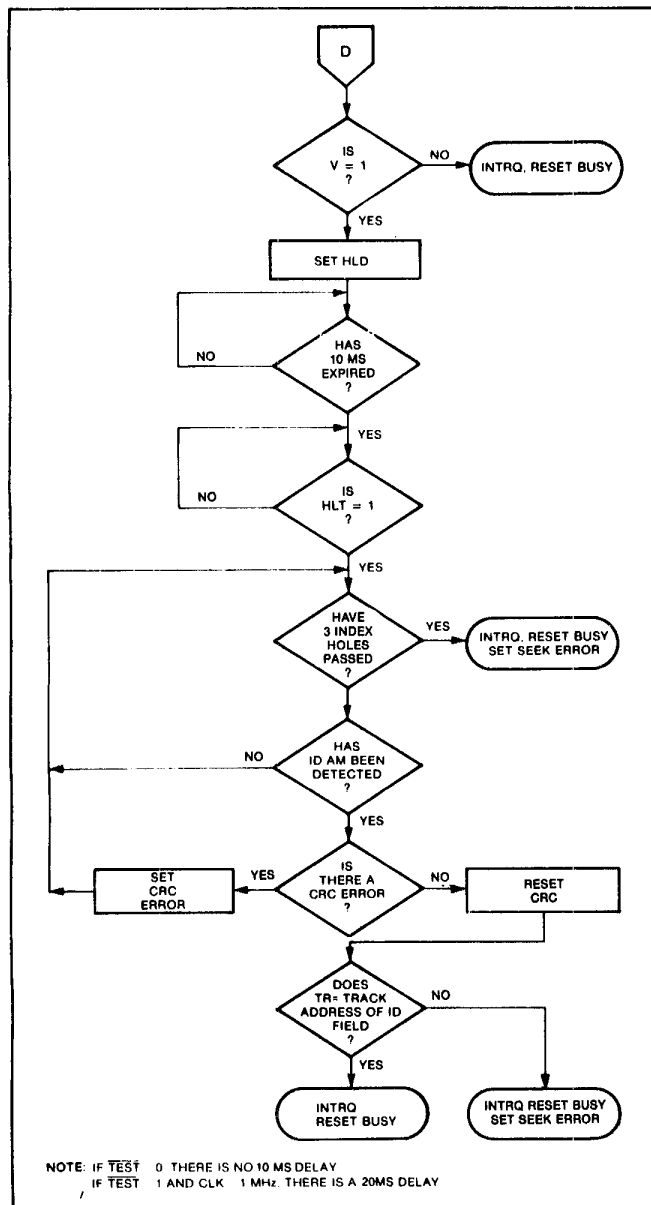 D
IS
V = 1
?
NO
INTRQ, RESET BUSY
YES
SET HLD
NO
HAS
10 MS
EXPIRED
?
YES
NO
IS
HLT = 1
?
YES
HAVE
3 INDEX
HOLES
PASSED
?
YES
INTRQ, RESET BUSY
SET SEEK ERROR
NO
HAS
ID AM BEEN
DETECTED
?
YES
SET
CRC
ERROR
YES
IS
THERE A
CRC ERROR
?
NO
RESET
CRC
DOES
TR= TRACK
ADDRESS OF ID
FIELD
?
NO
YES
INTRQ
RESET BUSY
INTRQ RESET BUSY
SET SEEK ERROR
NOTE: IF TEST 0 THERE IS NO 10 MS DELAY
IF TEST 1 AND CLK 1 MHz. THERE IS A 20MS DELAY